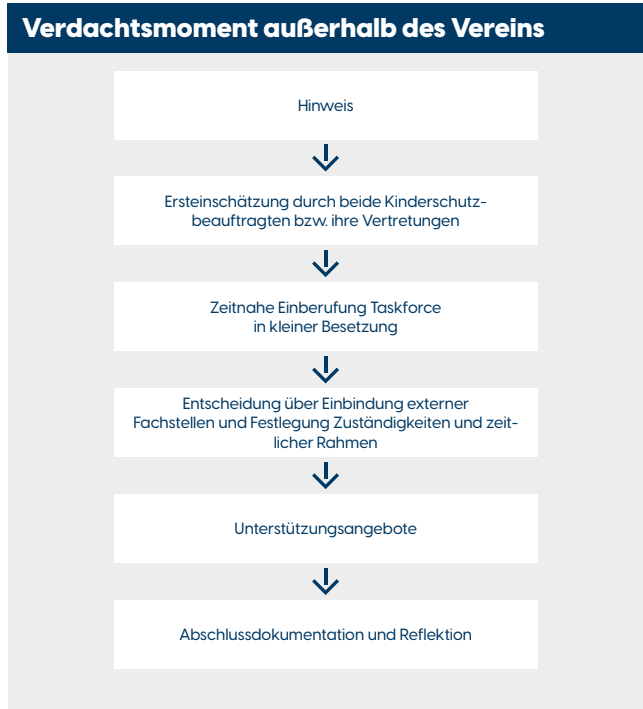 Verdachtsmoment außerhalb des Vereins
Hinweis
Ersteinschätzung durch beide Kinderschutz-
beauftragten bzw. ihre Vertretungen
Zeitnahe Einberufung Taskforce
in kleiner Besetzung
Entscheidung über Einbindung externer
Fachstellen und Festlegung Zuständigkeiten und zeit-
licher Rahmen
Unterstützungsangebote
Abschlussdokumentation und Reflektion